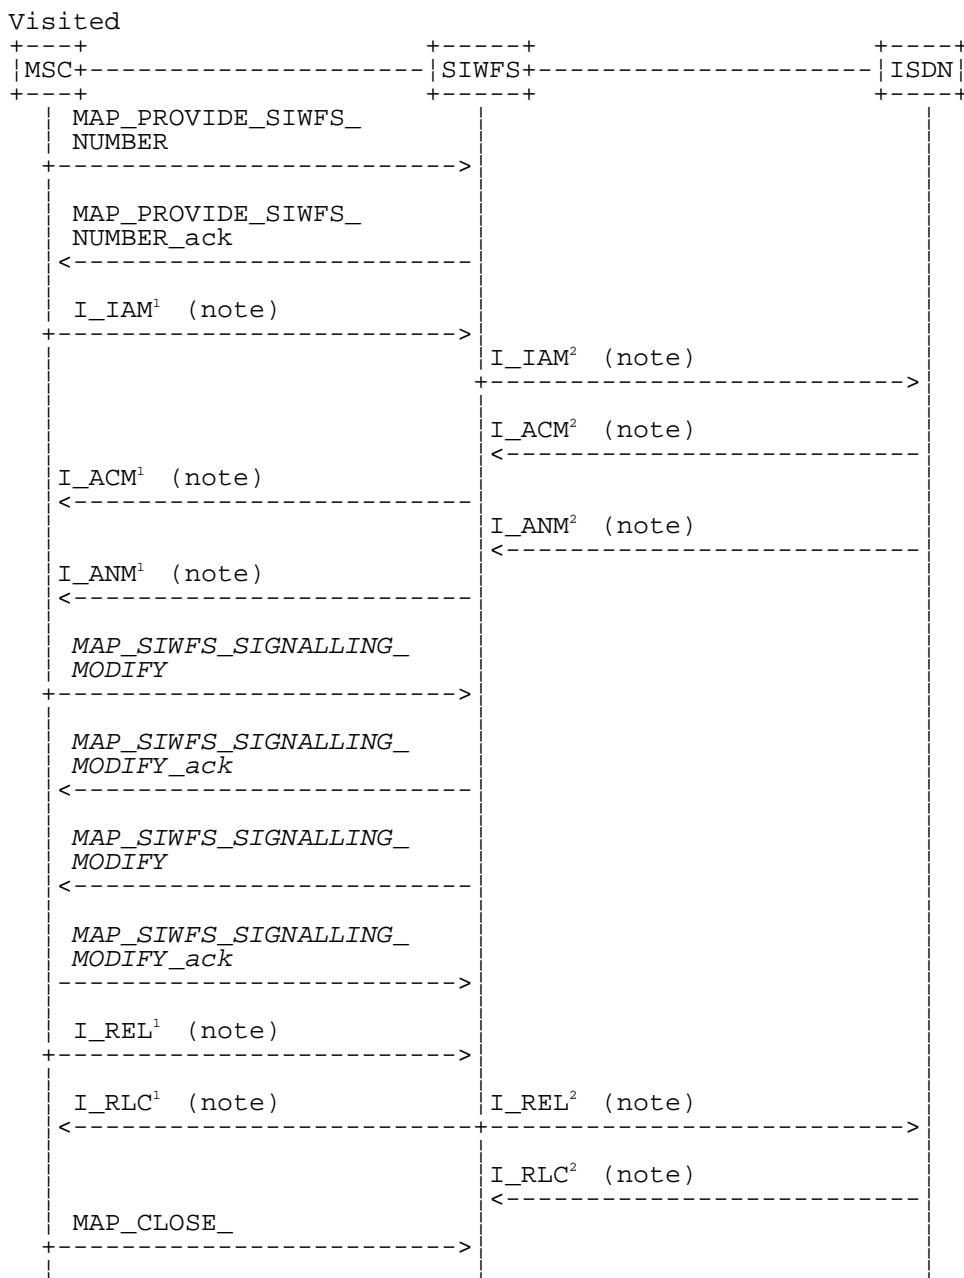 Visited
MSC SIWFS ISDN
MAP_PROVIDE_SIWFS_
NUMBER
MAP_PROVIDE_SIWFS_
NUMBER_ack
I_IAM¹ (note)
I_IAM² (note)
I_ACM² (note)
I_ACM¹ (note)
I_ANM² (note)
I_ANM¹ (note)
MAP_SIWFS_SIGNALLING_
MODIFY
MAP_SIWFS_SIGNALLING_
MODIFY_ack
MAP_SIWFS_SIGNALLING_
MODIFY
MAP_SIWFS_SIGNALLING_
MODIFY_ack
I_REL¹ (note)
I_RLC¹ (note) I_REL² (note)
I_RLC² (note)
MAP_CLOSE_